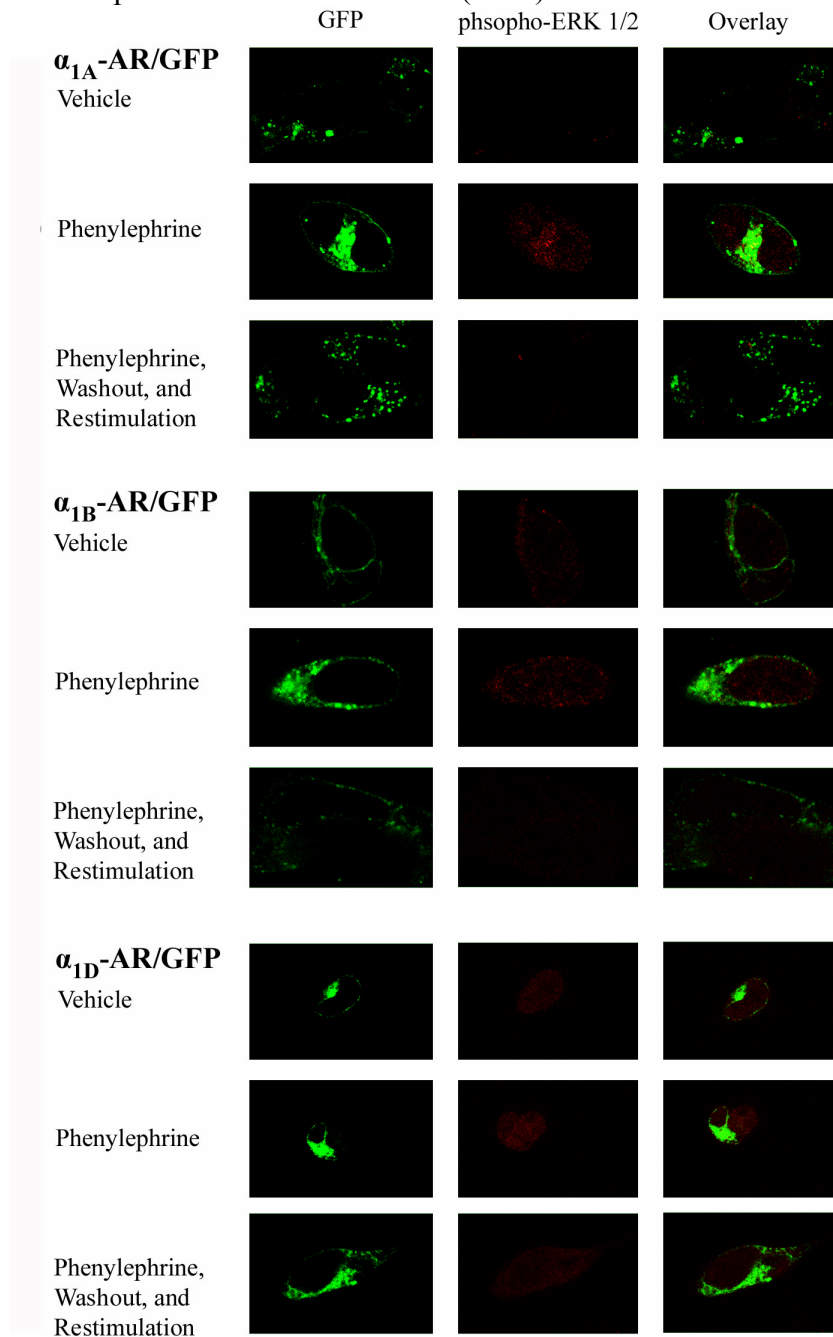 GFP phsopho-ERK 1/2 Overlay
α1A-AR/GFP
Vehicle
Phenylephrine
Phenylephrine,
Washout, and
Restimulation
α1B-AR/GFP
Vehicle
Phenylephrine
Phenylephrine,
Washout, and
Restimulation
α1D-AR/GFP
Vehicle
Phenylephrine
Phenylephrine,
Washout, and
Restimulation